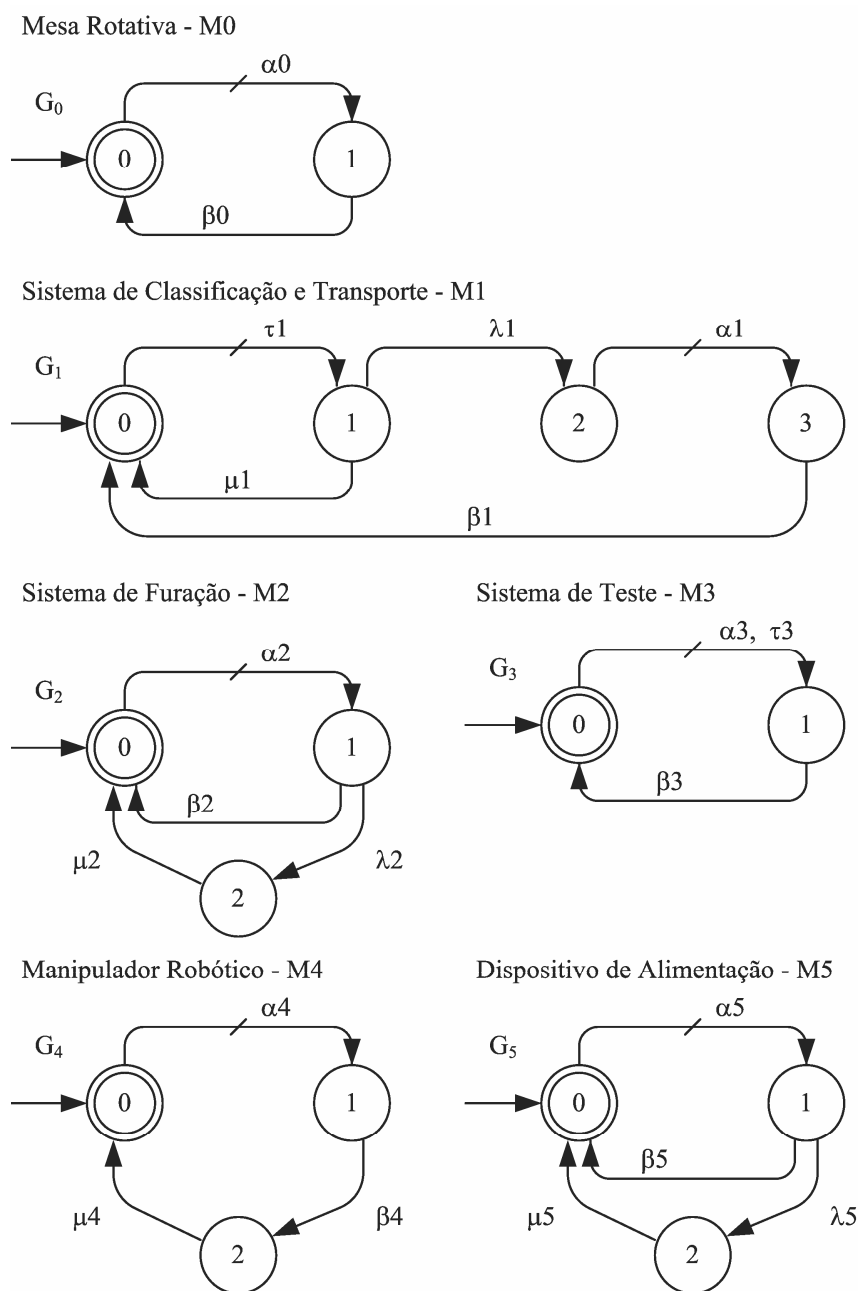 Mesa Rotativa - M0
α0
G0
0
1
β0
Sistema de Classificação e Transporte - M1
τ1
λ1
α1
G1
0
1
2
3
μ1
β1
Sistema de Furação - M2
α2
G2
0
1
β2
μ2
λ2
2
Sistema de Teste - M3
α3, τ3
G3
0
1
β3
Manipulador Robótico - M4
α4
G4
0
1
μ4
β4
2
Dispositivo de Alimentação - M5
α5
G5
0
1
β5
μ5
λ5
2